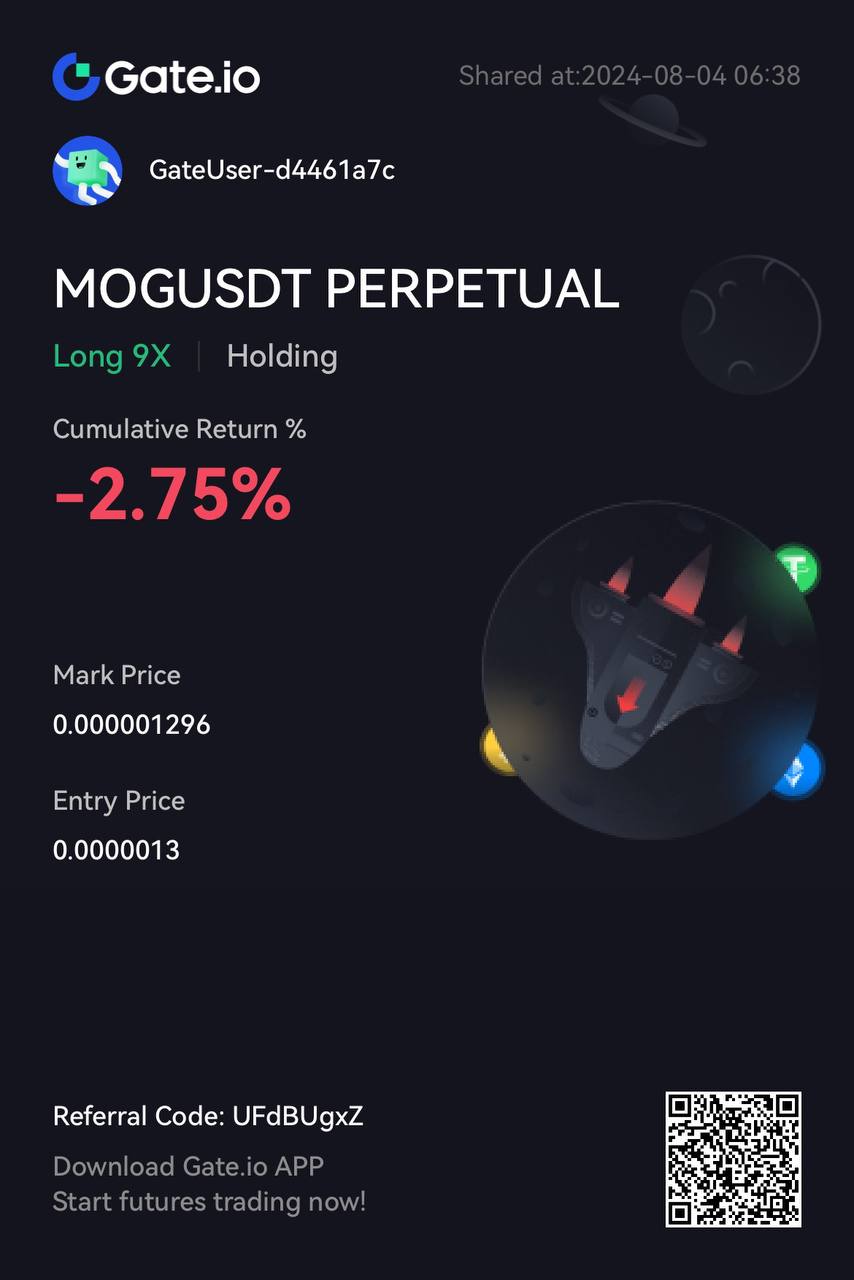 Gate.io
Shared at:2024-08-04 06:38
GateUser-d4461a7c
MOGUSDT PERPETUAL
Long 9X | Holding
Cumulative Return %
-2.75%
Mark Price
0.000001296
Entry Price
0.0000013
Referral Code: UFdBUgxZ
Download Gate.io APP
Start futures trading now!